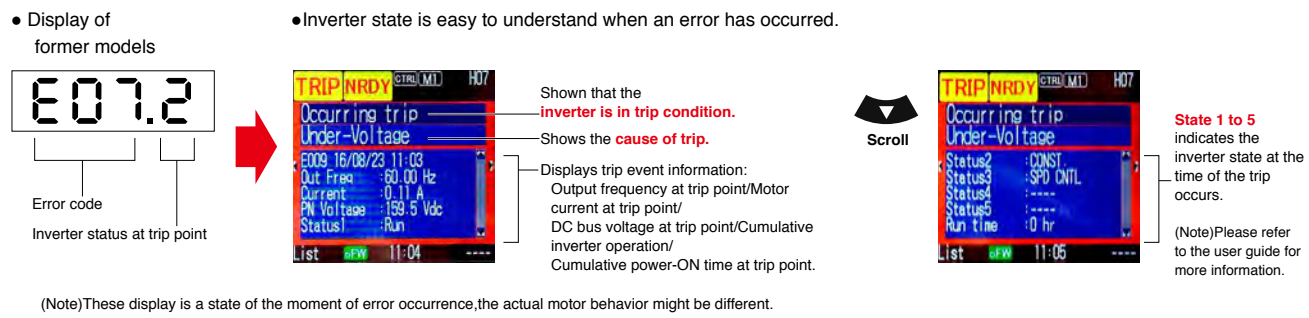 ● Display of
former models
E07.2
Error code
Inverter status at trip point
●Inverter state is easy to understand when an error has occurred.
TRIP NRDY CTRL M1 H07
Occurring trip
Under-Voltage
E009 16/08/23 11:03
Out Freq :60.00 Hz
Current :0.11 A
PN Voltage :159.5 Vdc
Status1 :Run
List oFW 11:04 ----
Shown that the
inverter is in trip condition.
Shows the cause of trip.
Displays trip event information:
Output frequency at trip point/Motor
current at trip point/
DC bus voltage at trip point/Cumulative
inverter operation/
Cumulative power-ON time at trip point.
Scroll
TRIP NRDY CTRL M1 H07
Occurring trip
Under-Voltage
Status2 :CONST.
Status3 :SPD CNTL
Status4 :----
Status5 :----
Run time :0 hr
List oFW 11:05 ----
State 1 to 5
indicates the
inverter state at the
time of the trip
occurs.
(Note)Please refer
to the user guide for
more information.
(Note)These display is a state of the moment of error occurrence,the actual motor behavior might be different.